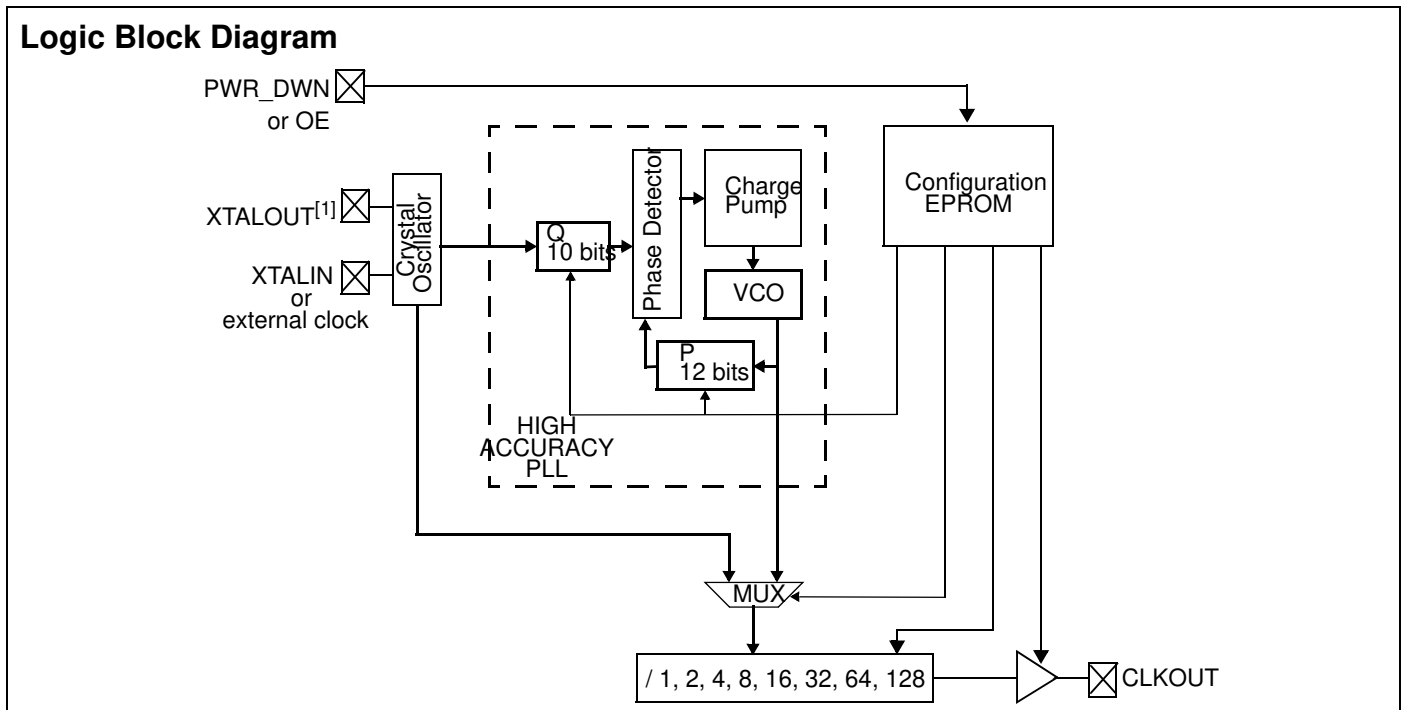 Logic Block Diagram
PWR_DWN
or OE
XTALOUT[1]
XTALIN
or
external clock
Crystal
Oscillator
Q
10 bits
Phase Detector
Charge
Pump
VCO
P
12 bits
HIGH
ACCURACY
PLL
Configuration
EPROM
MUX
/ 1, 2, 4, 8, 16, 32, 64, 128
CLKOUT